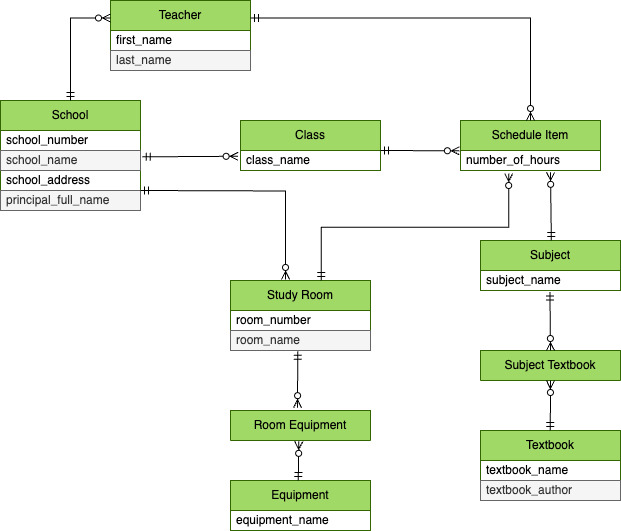 Teacher
first_name
last_name
School
school_number
school_name
school_address
principal_full_name
Class
class_name
Schedule Item
number_of_hours
Subject
subject_name
Study Room
room_number
room_name
Subject Textbook
Room Equipment
Textbook
textbook_name
textbook_author
Equipment
equipment_name